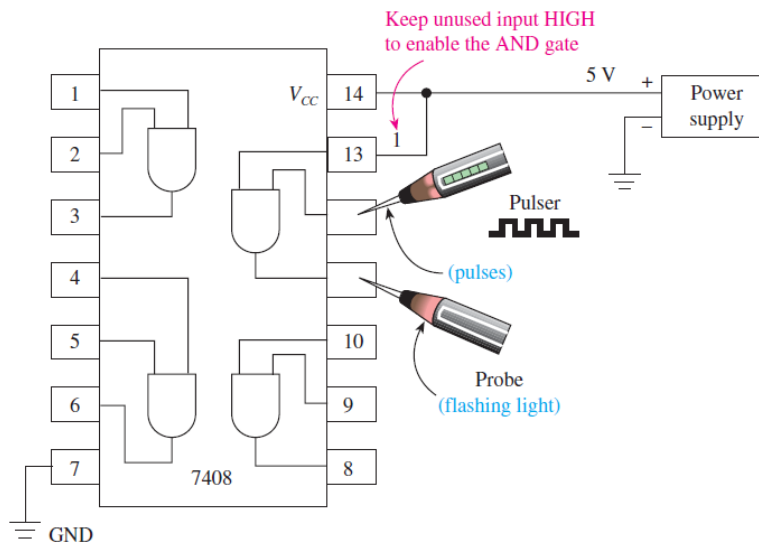 Keep unused input HIGH
to enable the AND gate
1
2
3
4
5
6
7
V_CC
14
13
1
10
9
8
5 V
+
−
Power
supply
Pulser
(pulses)
Probe
(flashing light)
7408
GND